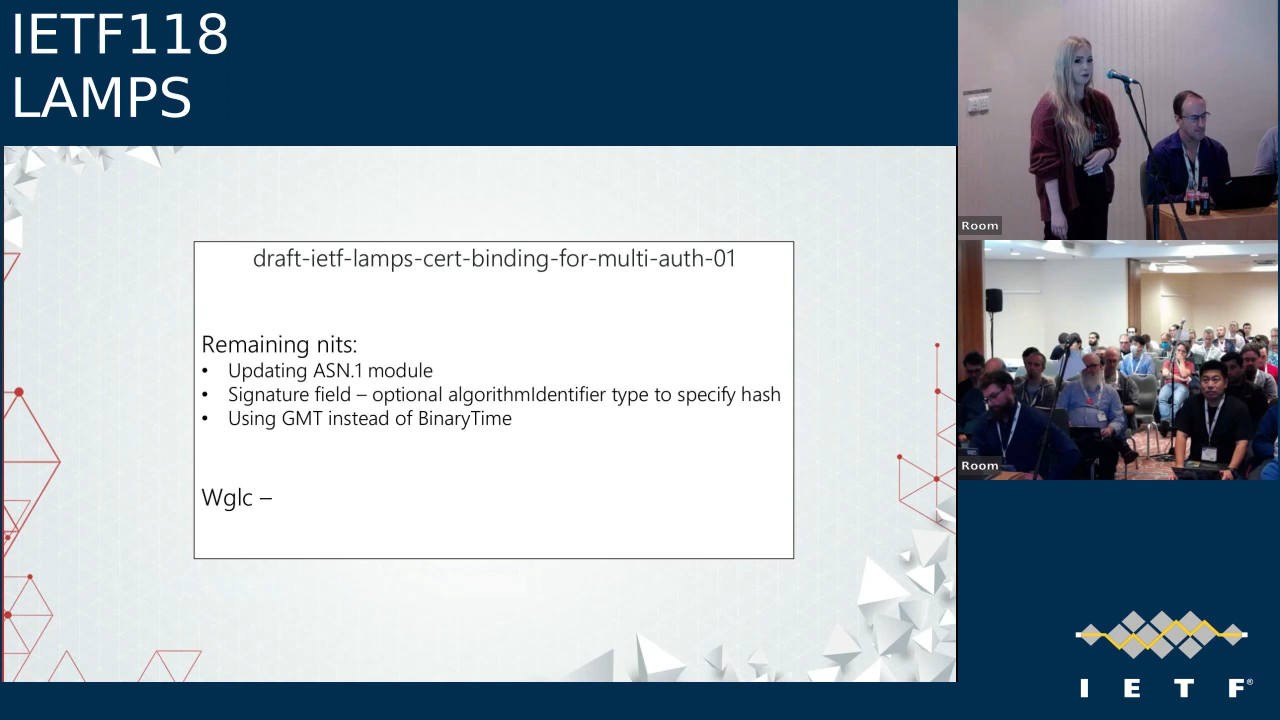 IETF118
LAMPS
draft-ietf-lamps-cert-binding-for-multi-auth-01
Remaining nits:
• Updating ASN.1 module
• Signature field – optional algorithmIdentifier type to specify hash
• Using GMT instead of BinaryTime
Wglc –
Room
Room
I E T F®